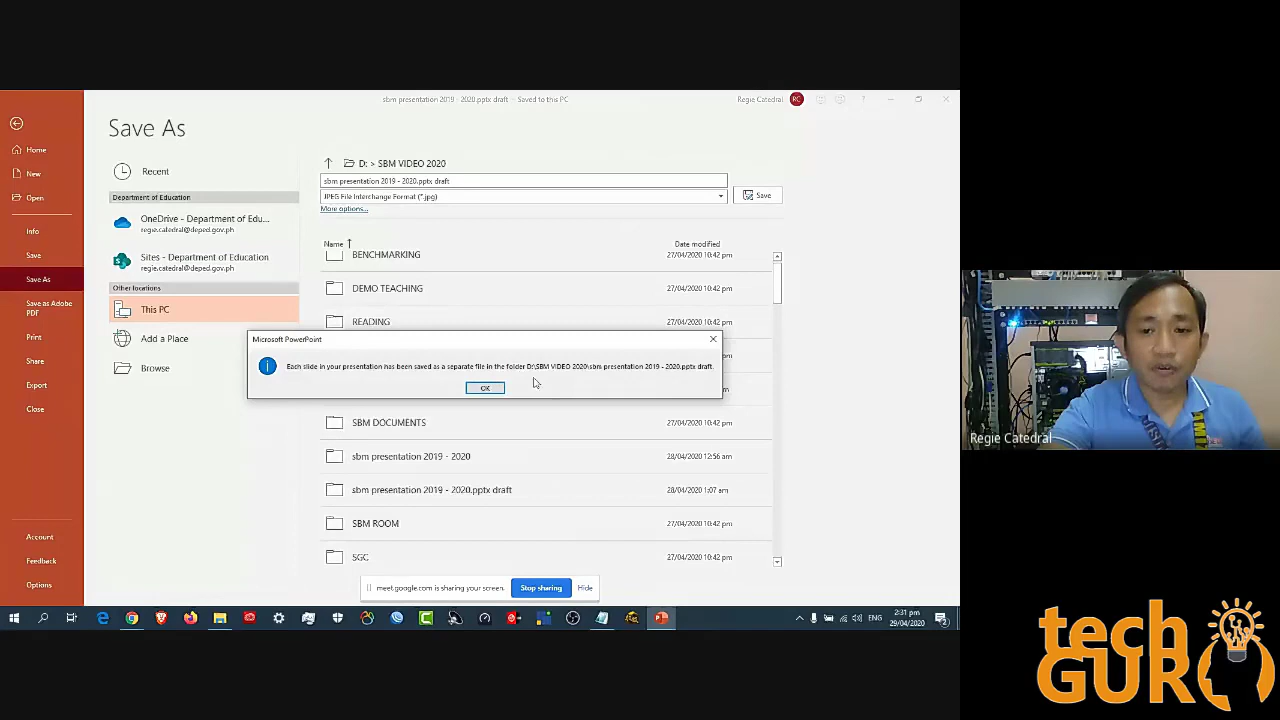 sbm presentation 2019 - 2020.pptx draft - Saved to this PC
Regie Catedral
RC
?
Save As
Home
New
Open
Info
Save
Save As
Save as Adobe
PDF
Print
Share
Export
Close
Account
Feedback
Options
Recent
Department of Education
OneDrive - Department of Edu...
regie.catedral@deped.gov.ph
Sites - Department of Education
regie.catedral@deped.gov.ph
Other locations
This PC
Add a Place
Browse
D: > SBM VIDEO 2020
sbm presentation 2019 - 2020.pptx draft
JPEG File Interchange Format (*.jpg)
Save
More options...
Name
Date modified
BENCHMARKING
27/04/2020 10:42 pm
DEMO TEACHING
27/04/2020 10:42 pm
READING
27/04/2020 10:42 pm
Microsoft PowerPoint
Each slide in your presentation has been saved as a separate file in the folder D:\SBM VIDEO 2020\sbm presentation 2019 - 2020.pptx draft.
OK
SBM DOCUMENTS
27/04/2020 10:42 pm
sbm presentation 2019 - 2020
28/04/2020 12:56 am
sbm presentation 2019 - 2020.pptx draft
28/04/2020 1:07 am
SBM ROOM
27/04/2020 10:42 pm
SGC
27/04/2020 10:42 pm
meet.google.com is sharing your screen.
Stop sharing
Hide
ENG
2:31 pm
29/04/2020
Regie Catedral
tech
GURO